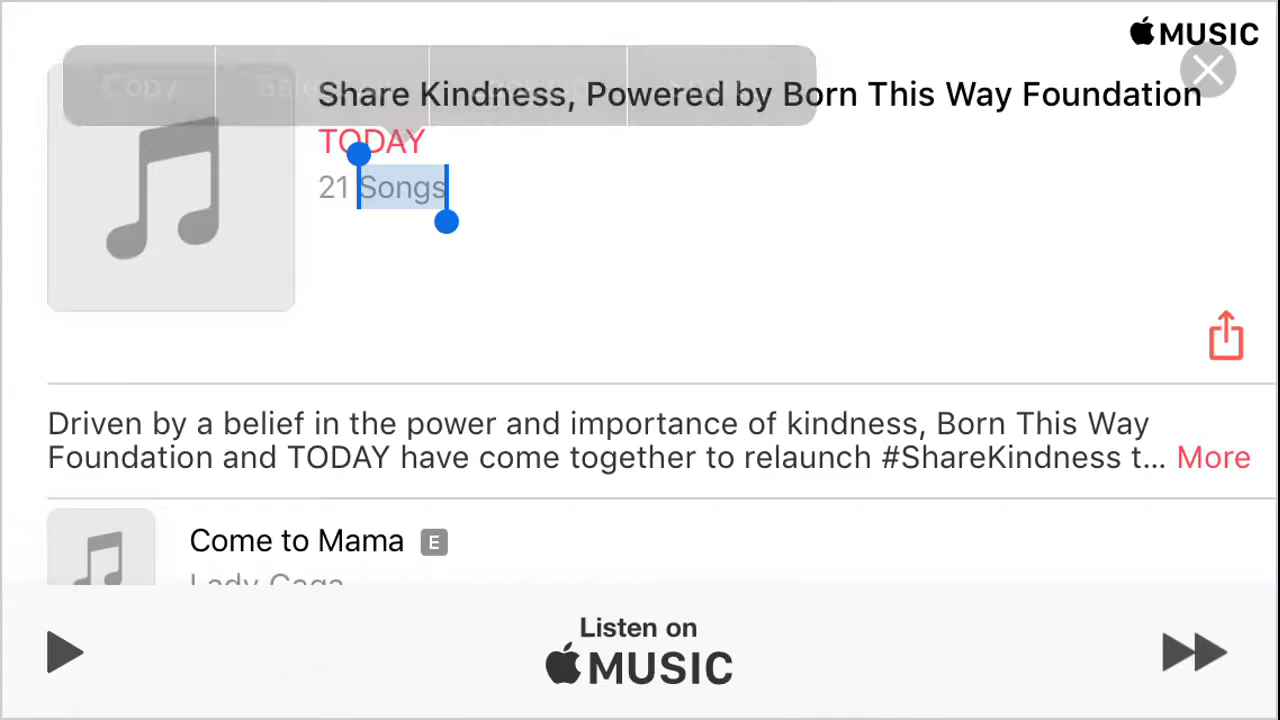 MUSIC
Copy
Share Kindness, Powered by Born This Way Foundation
TODAY
21 Songs
Driven by a belief in the power and importance of kindness, Born This Way
Foundation and TODAY have come together to relaunch #ShareKindness t... More
Come to Mama E
Lady Gaga
Listen on
MUSIC